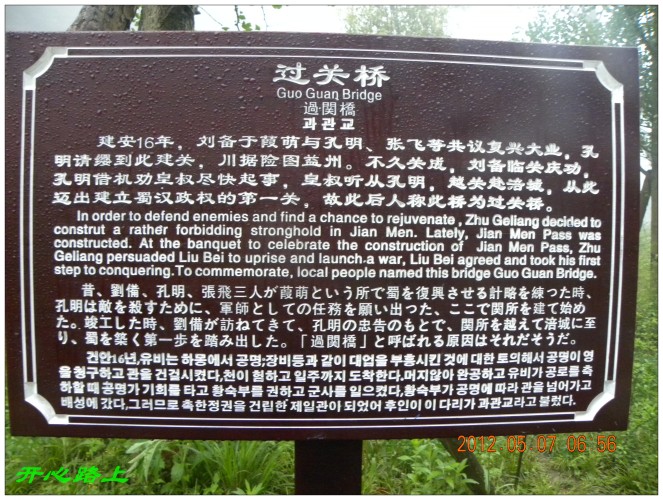 过关桥
Guo Guan Bridge
過関橋
과관교
建安16年，刘备于葭萌与孔明、张飞等共议复兴大业，孔
明请缨到此建关，川据险图益州。不久关成，刘备临关庆功，
孔明借机劝皇叔尽快起事，皇叔听从孔明，越关赴涪城，从此
迈出建立蜀汉政权的第一关。故此后人称此桥为过关桥。
In order to defend enemies and find a chance to rejuvenate , Zhu Geliang decided to
construt a rather forbidding stronghold in Jian Men. Lately, Jian Men Pass was
constructed. At the banquet to celebrate the construction of Jian Men Pass, Zhu
Geliang persuaded Liu Bei to uprise and launch a war, Liu Bei agreed and took his first
step to conquering.To commemorate, local people named this bridge Guo Guan Bridge.
昔、劉備、孔明、張飛三人が葭萌という所で蜀を復興させる計略を練った時、
孔明は敵を殺すために、軍師としての任務を願い出った、ここで関所を建て始め
た。竣工した時、劉備が訪ねてきて、孔明の忠告のもとで、関所を越えて涪城に至
り、蜀を築く第一歩を踏み出した。「過関橋」と呼ばれる原因はそれだそうだ。
건안16년,유비는 하몽에서 공명;장비등과 같이 대업을 부흥시킨 것에 대한 토의해서 공명이 영
을 청구하고 관을 건걸시켰다,천이 험하고 일주까지 도착한다.머지않아 완공하고 유비가 공로를 축
하할 때 공명가 기회를 타고 황숙부를 권하고 군사를 일으켰다,황숙부가 공명에 따라 관을 넘어가고
배성에 갔다,그러므로 촉한정권을 건립한 제일관이 되었어 후인이 이 다리가 과관교라고 불렀다.
2012.05.07 06:56
开心路上